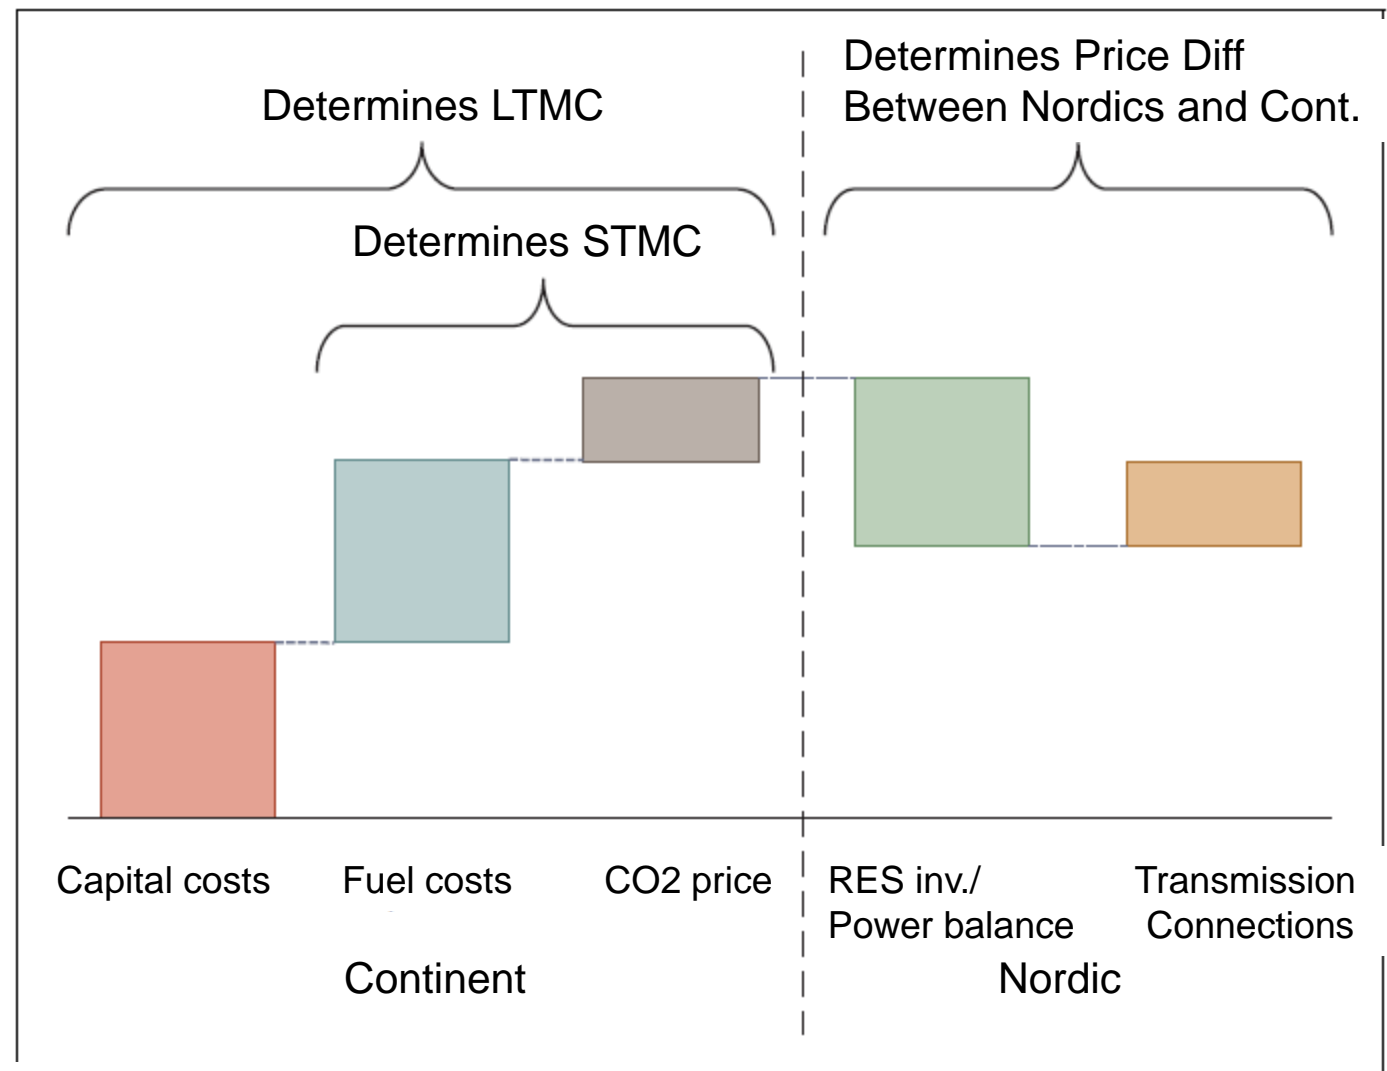 Determines Price Diff
Between Nordics and Cont.
Determines LTMC
Determines STMC
Capital costs
Fuel costs
CO2 price
RES inv./
Power balance
Transmission
Connections
Continent
Nordic